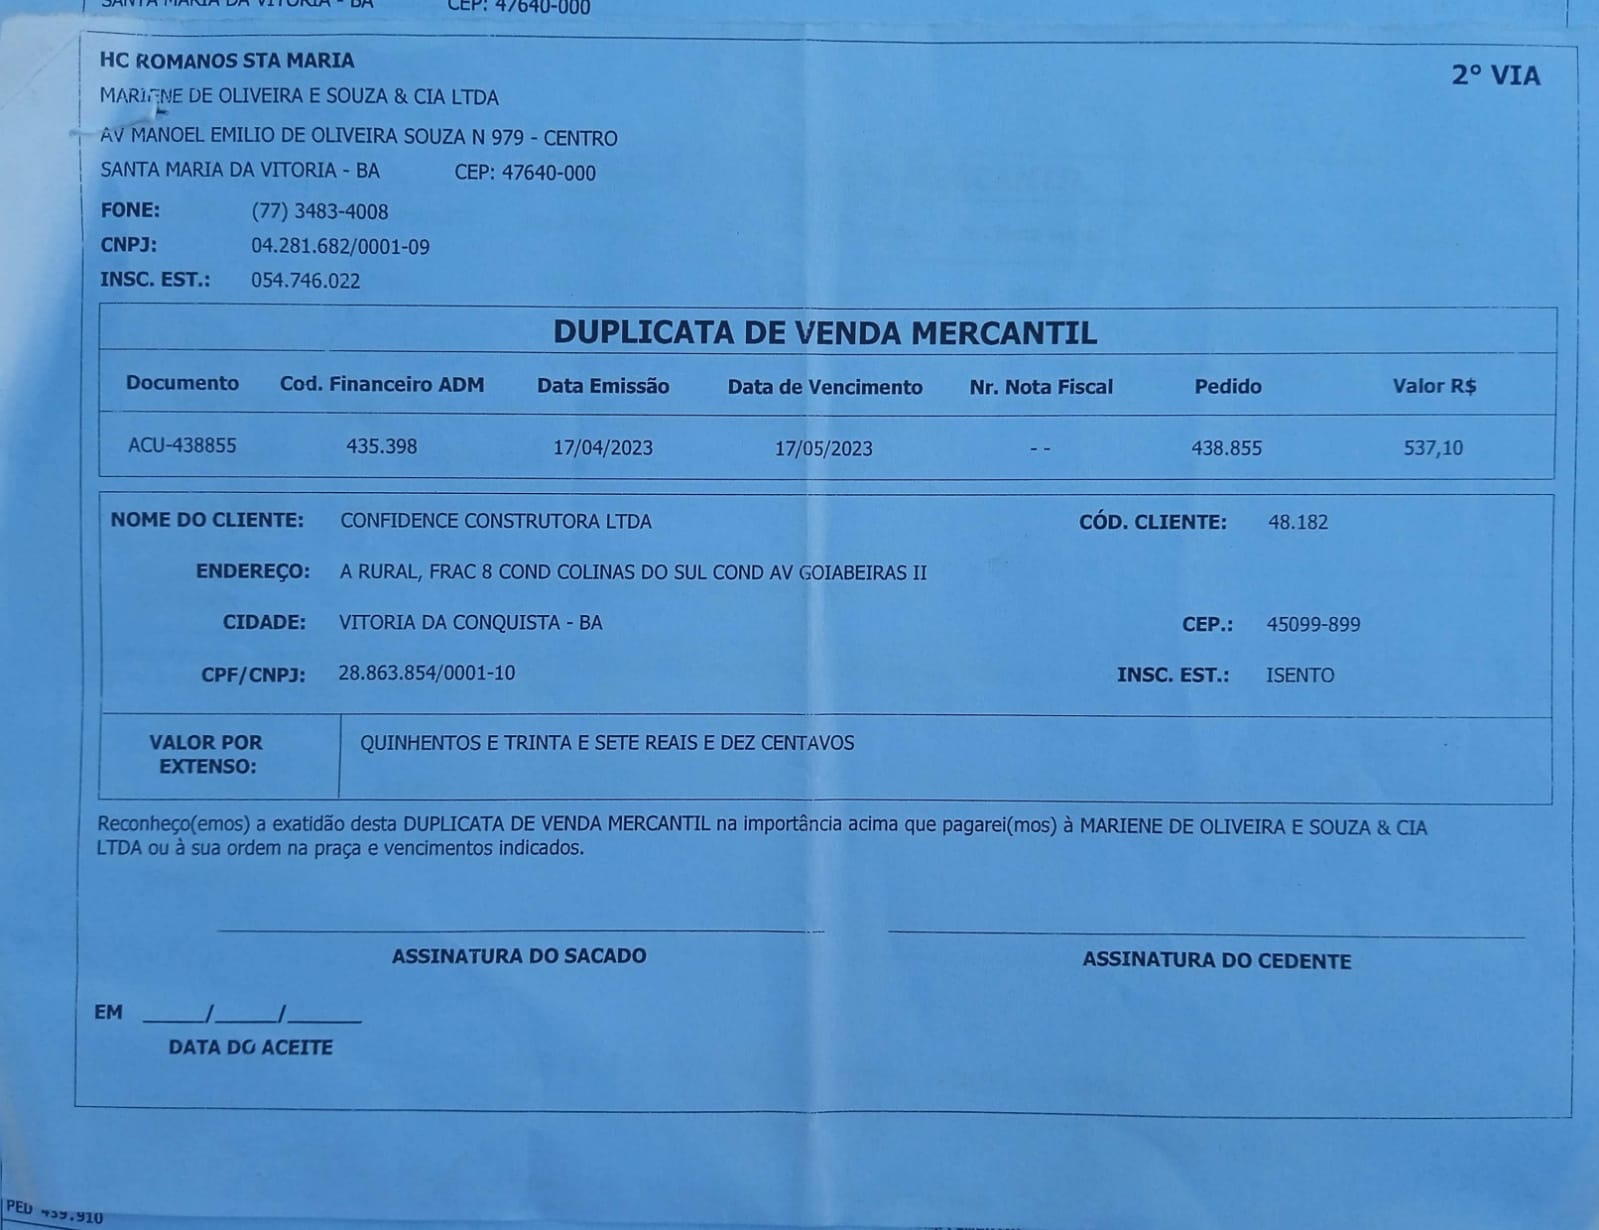 SANTA MARIA DA VITORIA - BA CEP: 47640-000
HC ROMANOS STA MARIA
2º VIA
MARIENE DE OLIVEIRA E SOUZA & CIA LTDA
AV MANOEL EMILIO DE OLIVEIRA SOUZA N 979 - CENTRO
SANTA MARIA DA VITORIA - BA CEP: 47640-000
FONE: (77) 3483-4008
CNPJ: 04.281.682/0001-09
INSC. EST.: 054.746.022
DUPLICATA DE VENDA MERCANTIL
Documento Cod. Financeiro ADM Data Emissão Data de Vencimento Nr. Nota Fiscal Pedido Valor R$
ACU-438855 435.398 17/04/2023 17/05/2023 - - 438.855 537,10
NOME DO CLIENTE: CONFIDENCE CONSTRUTORA LTDA CÓD. CLIENTE: 48.182
ENDEREÇO: A RURAL, FRAC 8 COND COLINAS DO SUL COND AV GOIABEIRAS II
CIDADE: VITORIA DA CONQUISTA - BA CEP.: 45099-899
CPF/CNPJ: 28.863.854/0001-10 INSC. EST.: ISENTO
VALOR POR
EXTENSO:
QUINHENTOS E TRINTA E SETE REAIS E DEZ CENTAVOS
Reconheço(emos) a exatidão desta DUPLICATA DE VENDA MERCANTIL na importância acima que pagarei(mos) à MARIENE DE OLIVEIRA E SOUZA & CIA
LTDA ou à sua ordem na praça e vencimentos indicados.
ASSINATURA DO SACADO ASSINATURA DO CEDENTE
EM ____/____/____
DATA DO ACEITE
PED 439.910